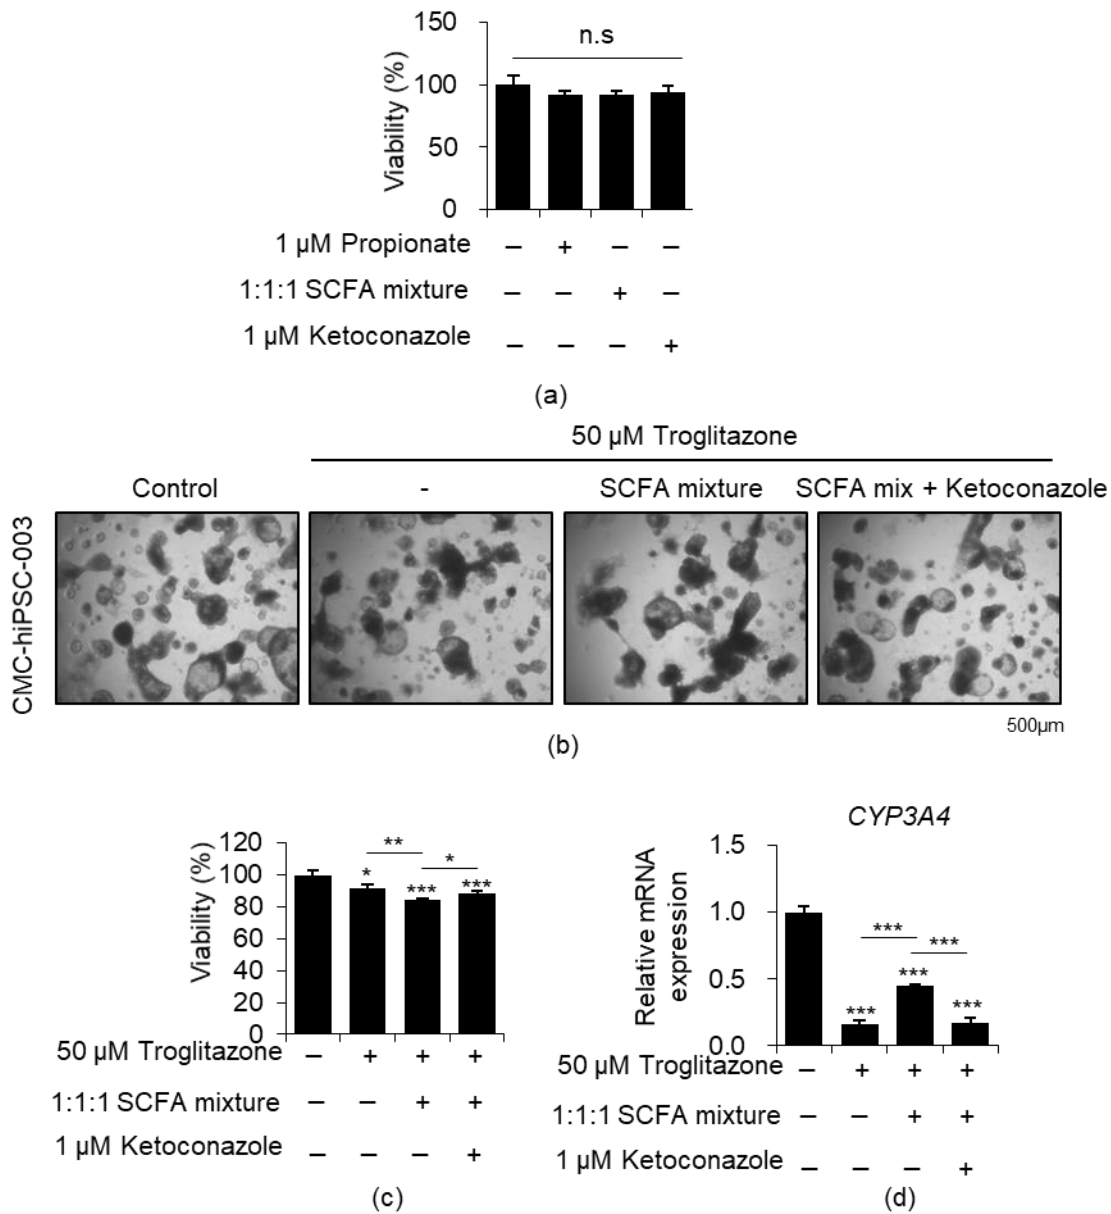 150
n.s
100
50
0
Viability (%)
1 µM Propionate – + – –
1:1:1 SCFA mixture – – + –
1 µM Ketoconazole – – – +
(a)
50 µM Troglitazone
Control - SCFA mixture SCFA mix + Ketoconazole
CMC-hiPSC-003
500µm
(b)
120
100
80
60
40
20
0
Viability (%)
** *
* *** ***
50 µM Troglitazone – + + +
1:1:1 SCFA mixture – – + +
1 µM Ketoconazole – – – +
(c)
CYP3A4
1.5
1.0
0.5
0.0
Relative mRNA
expression
*** ***
*** *** ***
50 µM Troglitazone – + + +
1:1:1 SCFA mixture – – + +
1 µM Ketoconazole – – – +
(d)